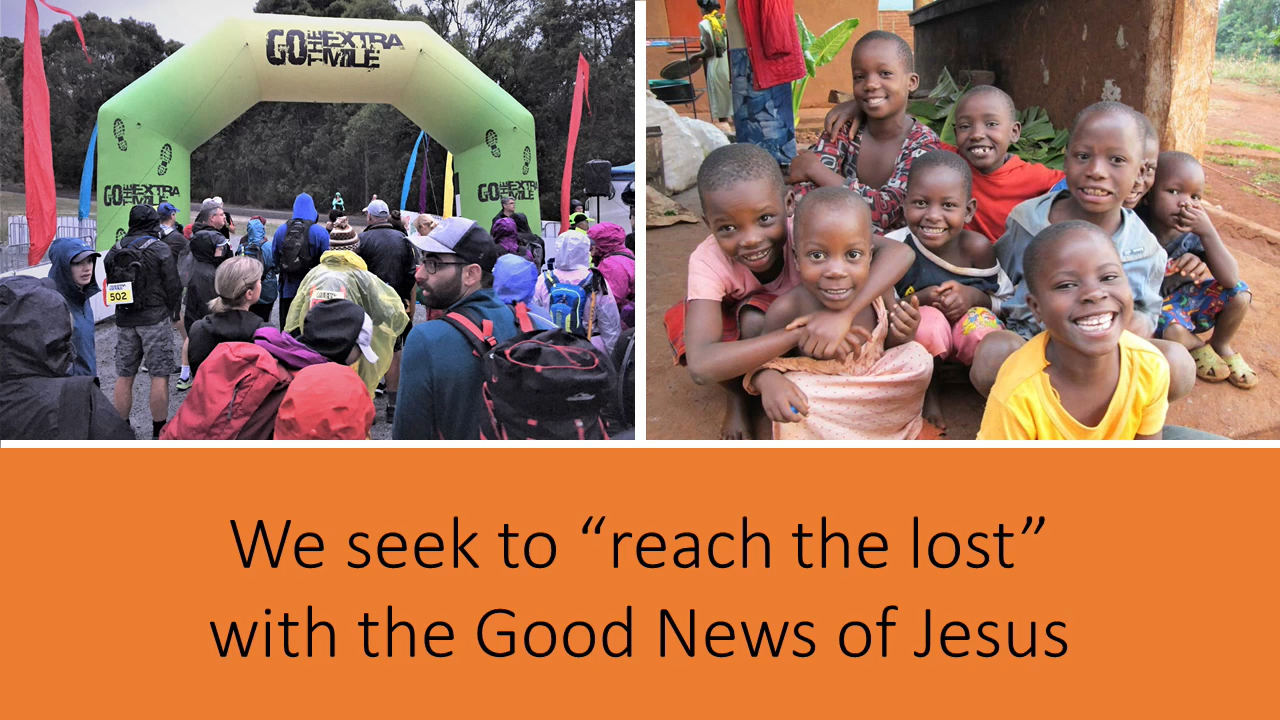 GO THE EXTRA MILE
GO THE EXTRA MILE
GO THE EXTRA MILE
502
We seek to “reach the lost”
with the Good News of Jesus